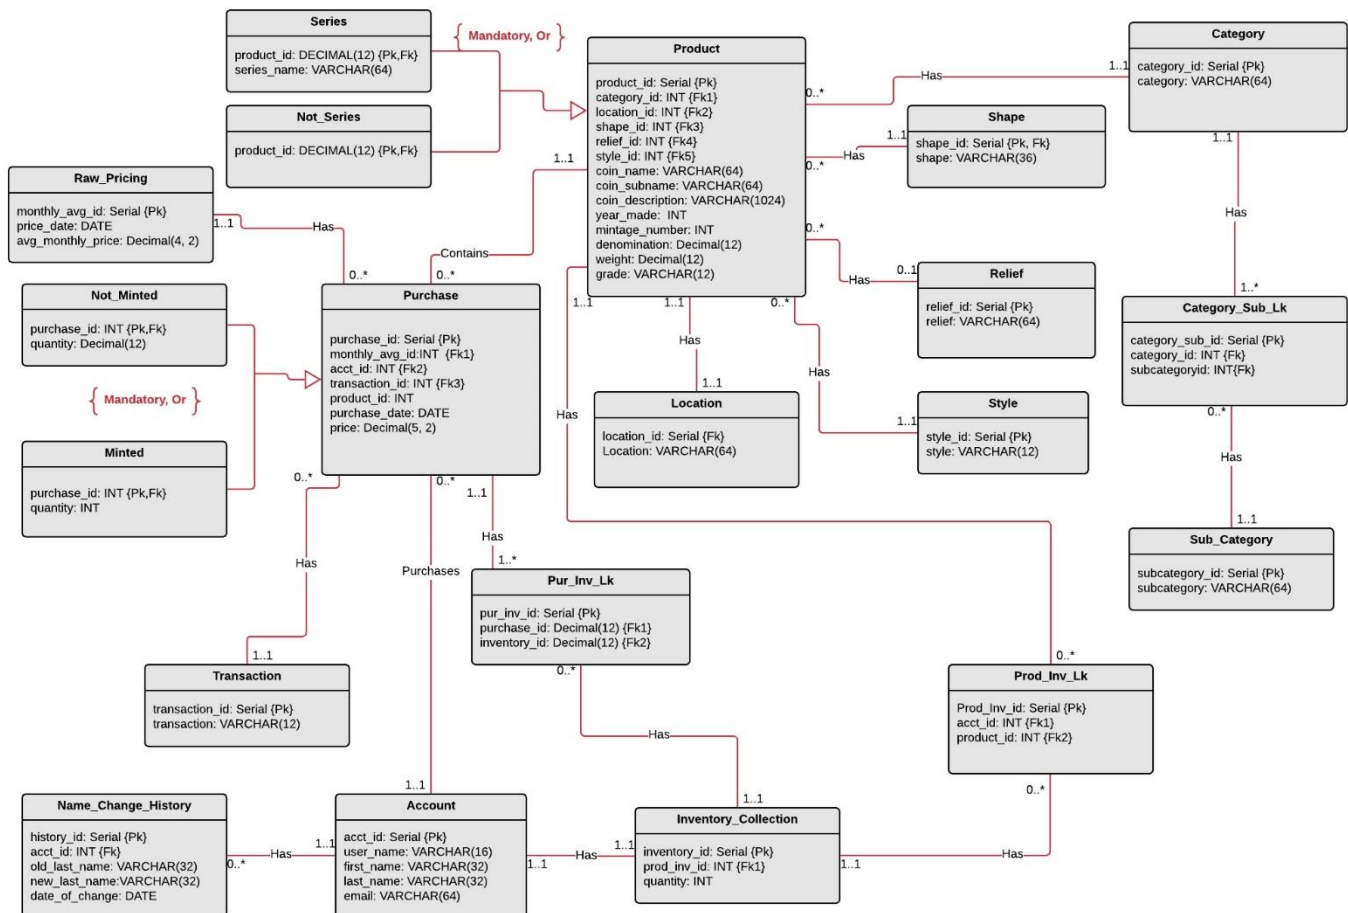 Series
product_id: DECIMAL(12) {Pk,Fk}
series_name: VARCHAR(64)
{ Mandatory, Or }
Not_Series
product_id: DECIMAL(12) {Pk,Fk}
Product
product_id: Serial {Pk}
category_id: INT {Fk1}
location_id: INT {Fk2}
shape_id: INT {Fk3}
relief_id: INT {Fk4}
style_id: INT {Fk5}
coin_name: VARCHAR(64)
coin_subname: VARCHAR(64)
coin_description: VARCHAR(1024)
year_made: INT
mintage_number: INT
denomination: Decimal(12)
weight: Decimal(12)
grade: VARCHAR(12)
0..*
Has
1..1
Category
category_id: Serial {Pk}
category: VARCHAR(64)
1..1
Has
1..*
Shape
shape_id: Serial {Pk, Fk}
shape: VARCHAR(36)
1..1
Has
0..*
Raw_Pricing
monthly_avg_id: Serial {Pk}
price_date: DATE
avg_monthly_price: Decimal(4, 2)
1..1
Has
0..*
1..1
Contains
0..*
0..*
Has
0..1
Relief
relief_id: Serial {Pk}
relief: VARCHAR(64)
Category_Sub_Lk
category_sub_id: Serial {Pk}
category_id: INT {Fk}
subcategoryid: INT{Fk}
0..*
Has
1..1
Not_Minted
purchase_id: INT {Pk,Fk}
quantity: Decimal(12)
{ Mandatory, Or }
Minted
purchase_id: INT {Pk,Fk}
quantity: INT
Purchase
purchase_id: Serial {Pk}
monthly_avg_id:INT {Fk1}
acct_id: INT {Fk2}
transaction_id: INT {Fk3}
product_id: INT
purchase_date: DATE
price: Decimal(5, 2)
1..1
Has
1..1
0..*
Has
1..1
1..1
Has
Location
location_id: Serial {Fk}
Location: VARCHAR(64)
Style
style_id: Serial {Pk}
style: VARCHAR(12)
Sub_Category
subcategory_id: Serial {Pk}
subcategory: VARCHAR(64)
0..*
Has
1..1
0..*
Purchases
1..1
1..1
Has
1..*
Pur_Inv_Lk
pur_inv_id: Serial {Pk}
purchase_id: Decimal(12) {Fk1}
inventory_id: Decimal(12) {Fk2}
0..*
Has
1..1
0..*
Prod_Inv_Lk
Prod_Inv_id: Serial {Pk}
acct_id: INT {Fk1}
product_id: INT {Fk2}
0..*
Has
1..1
Transaction
transaction_id: Serial {Pk}
transaction: VARCHAR(12)
Name_Change_History
history_id: Serial {Pk}
acct_id: INT {Fk}
old_last_name: VARCHAR(32)
new_last_name:VARCHAR(32)
date_of_change: DATE
0..*
Has
1..1
Account
acct_id: Serial {Pk}
user_name: VARCHAR(16)
first_name: VARCHAR(32)
last_name: VARCHAR(32)
email: VARCHAR(64)
1..1
Has
1..1
Inventory_Collection
inventory_id: Serial {Pk}
prod_inv_id: INT {Fk1}
quantity: INT